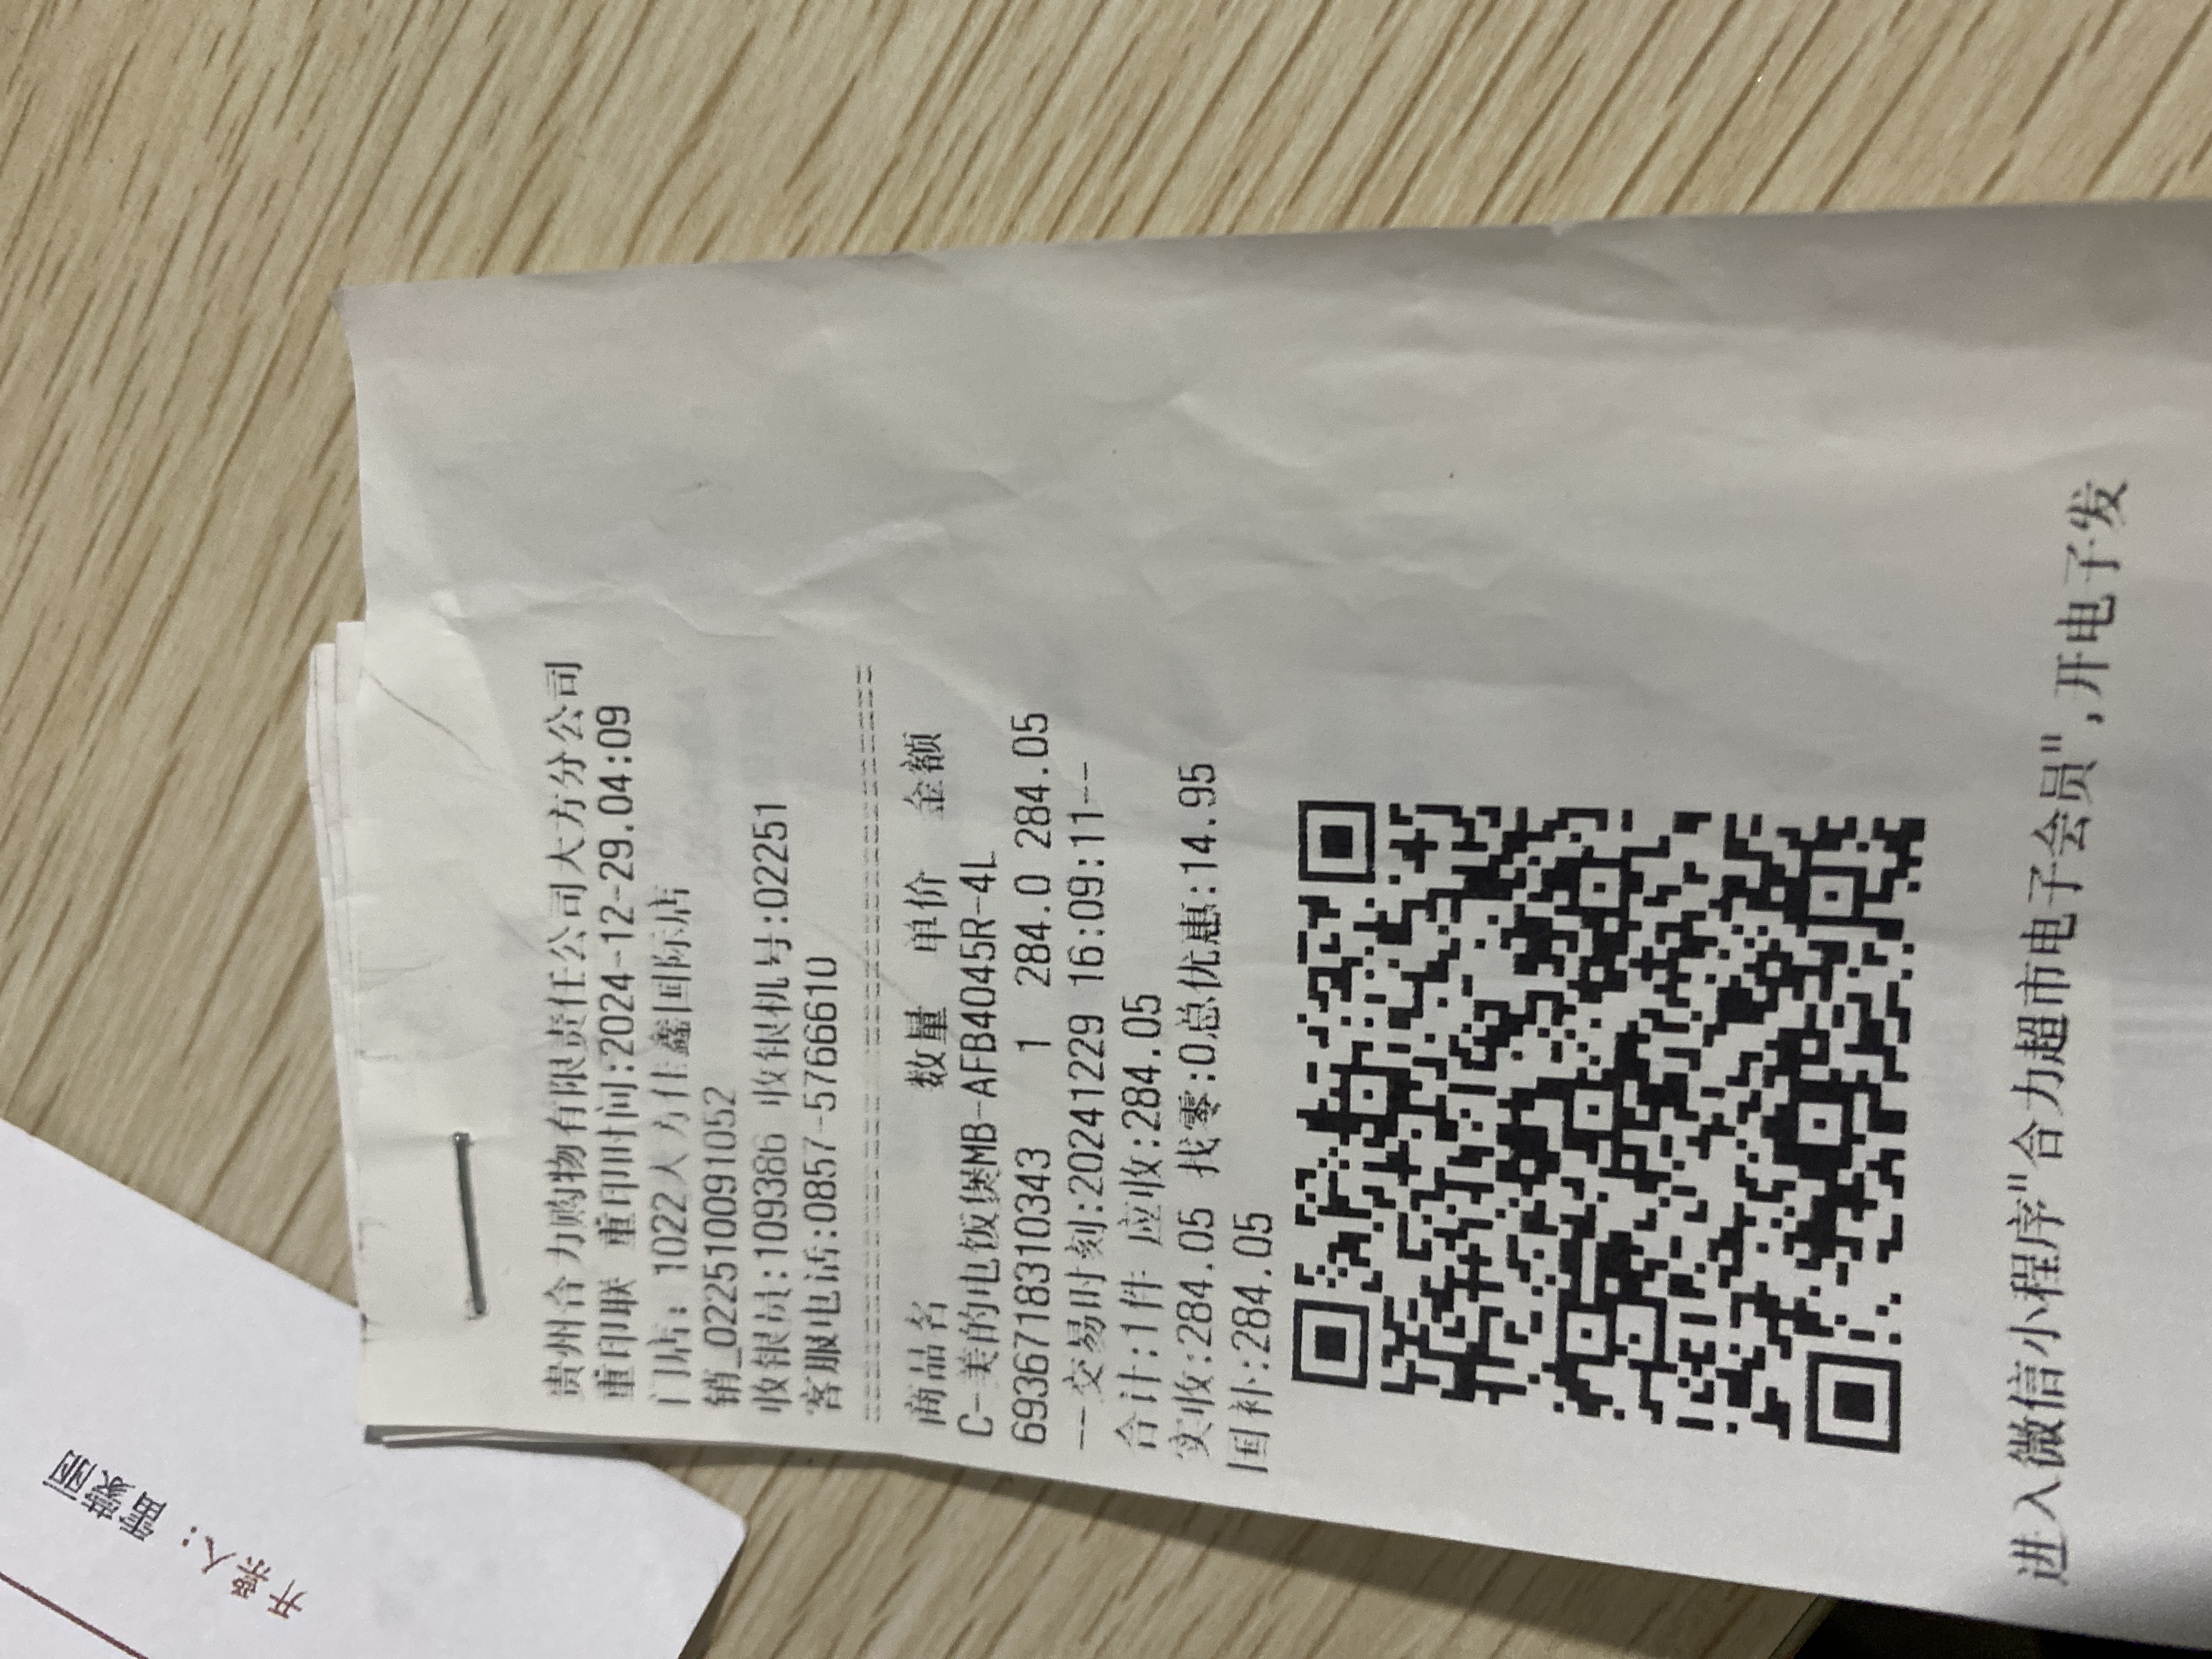 贵州合力购物有限责任公司大方分公司
重印联 重印时间:2024-12-29.04:09
门店: 1022大方佳鑫国际店
销_022510091052
收银员:109386 收银机号:02251
客服电话:0857-5766610
商品名 数量 单价 金额
C-美的电饭煲MB-AFB4045R-4L
6936718310343 1 284.0 284.05
--交易时刻:20241229 16:09:11---
合计:1件 应收:284.05
实收:284.05 找零:0总优惠:14.95
国补:284.05
进入微信小程序"合力超市电子会员",开电子发
开票人: